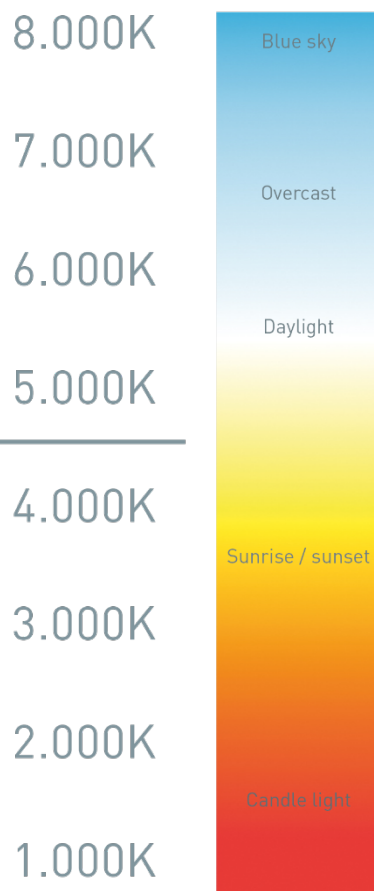 8.000K
Blue sky
7.000K
Overcast
6.000K
Daylight
5.000K
4.000K
Sunrise / sunset
3.000K
2.000K
Candle light
1.000K